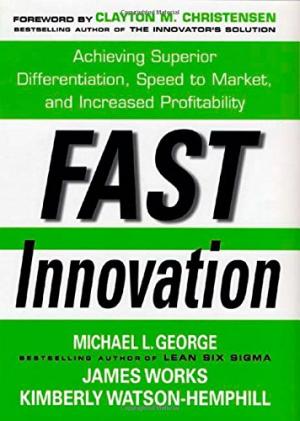 FOREWORD BY CLAYTON M. CHRISTENSEN
BESTSELLING AUTHOR OF THE INNOVATOR'S SOLUTION
Achieving Superior
Differentiation, Speed to Market,
and Increased Profitability
FAST
Innovation
MICHAEL L. GEORGE
BESTSELLING AUTHOR OF LEAN SIX SIGMA
JAMES WORKS
KIMBERLY WATSON-HEMPHILL